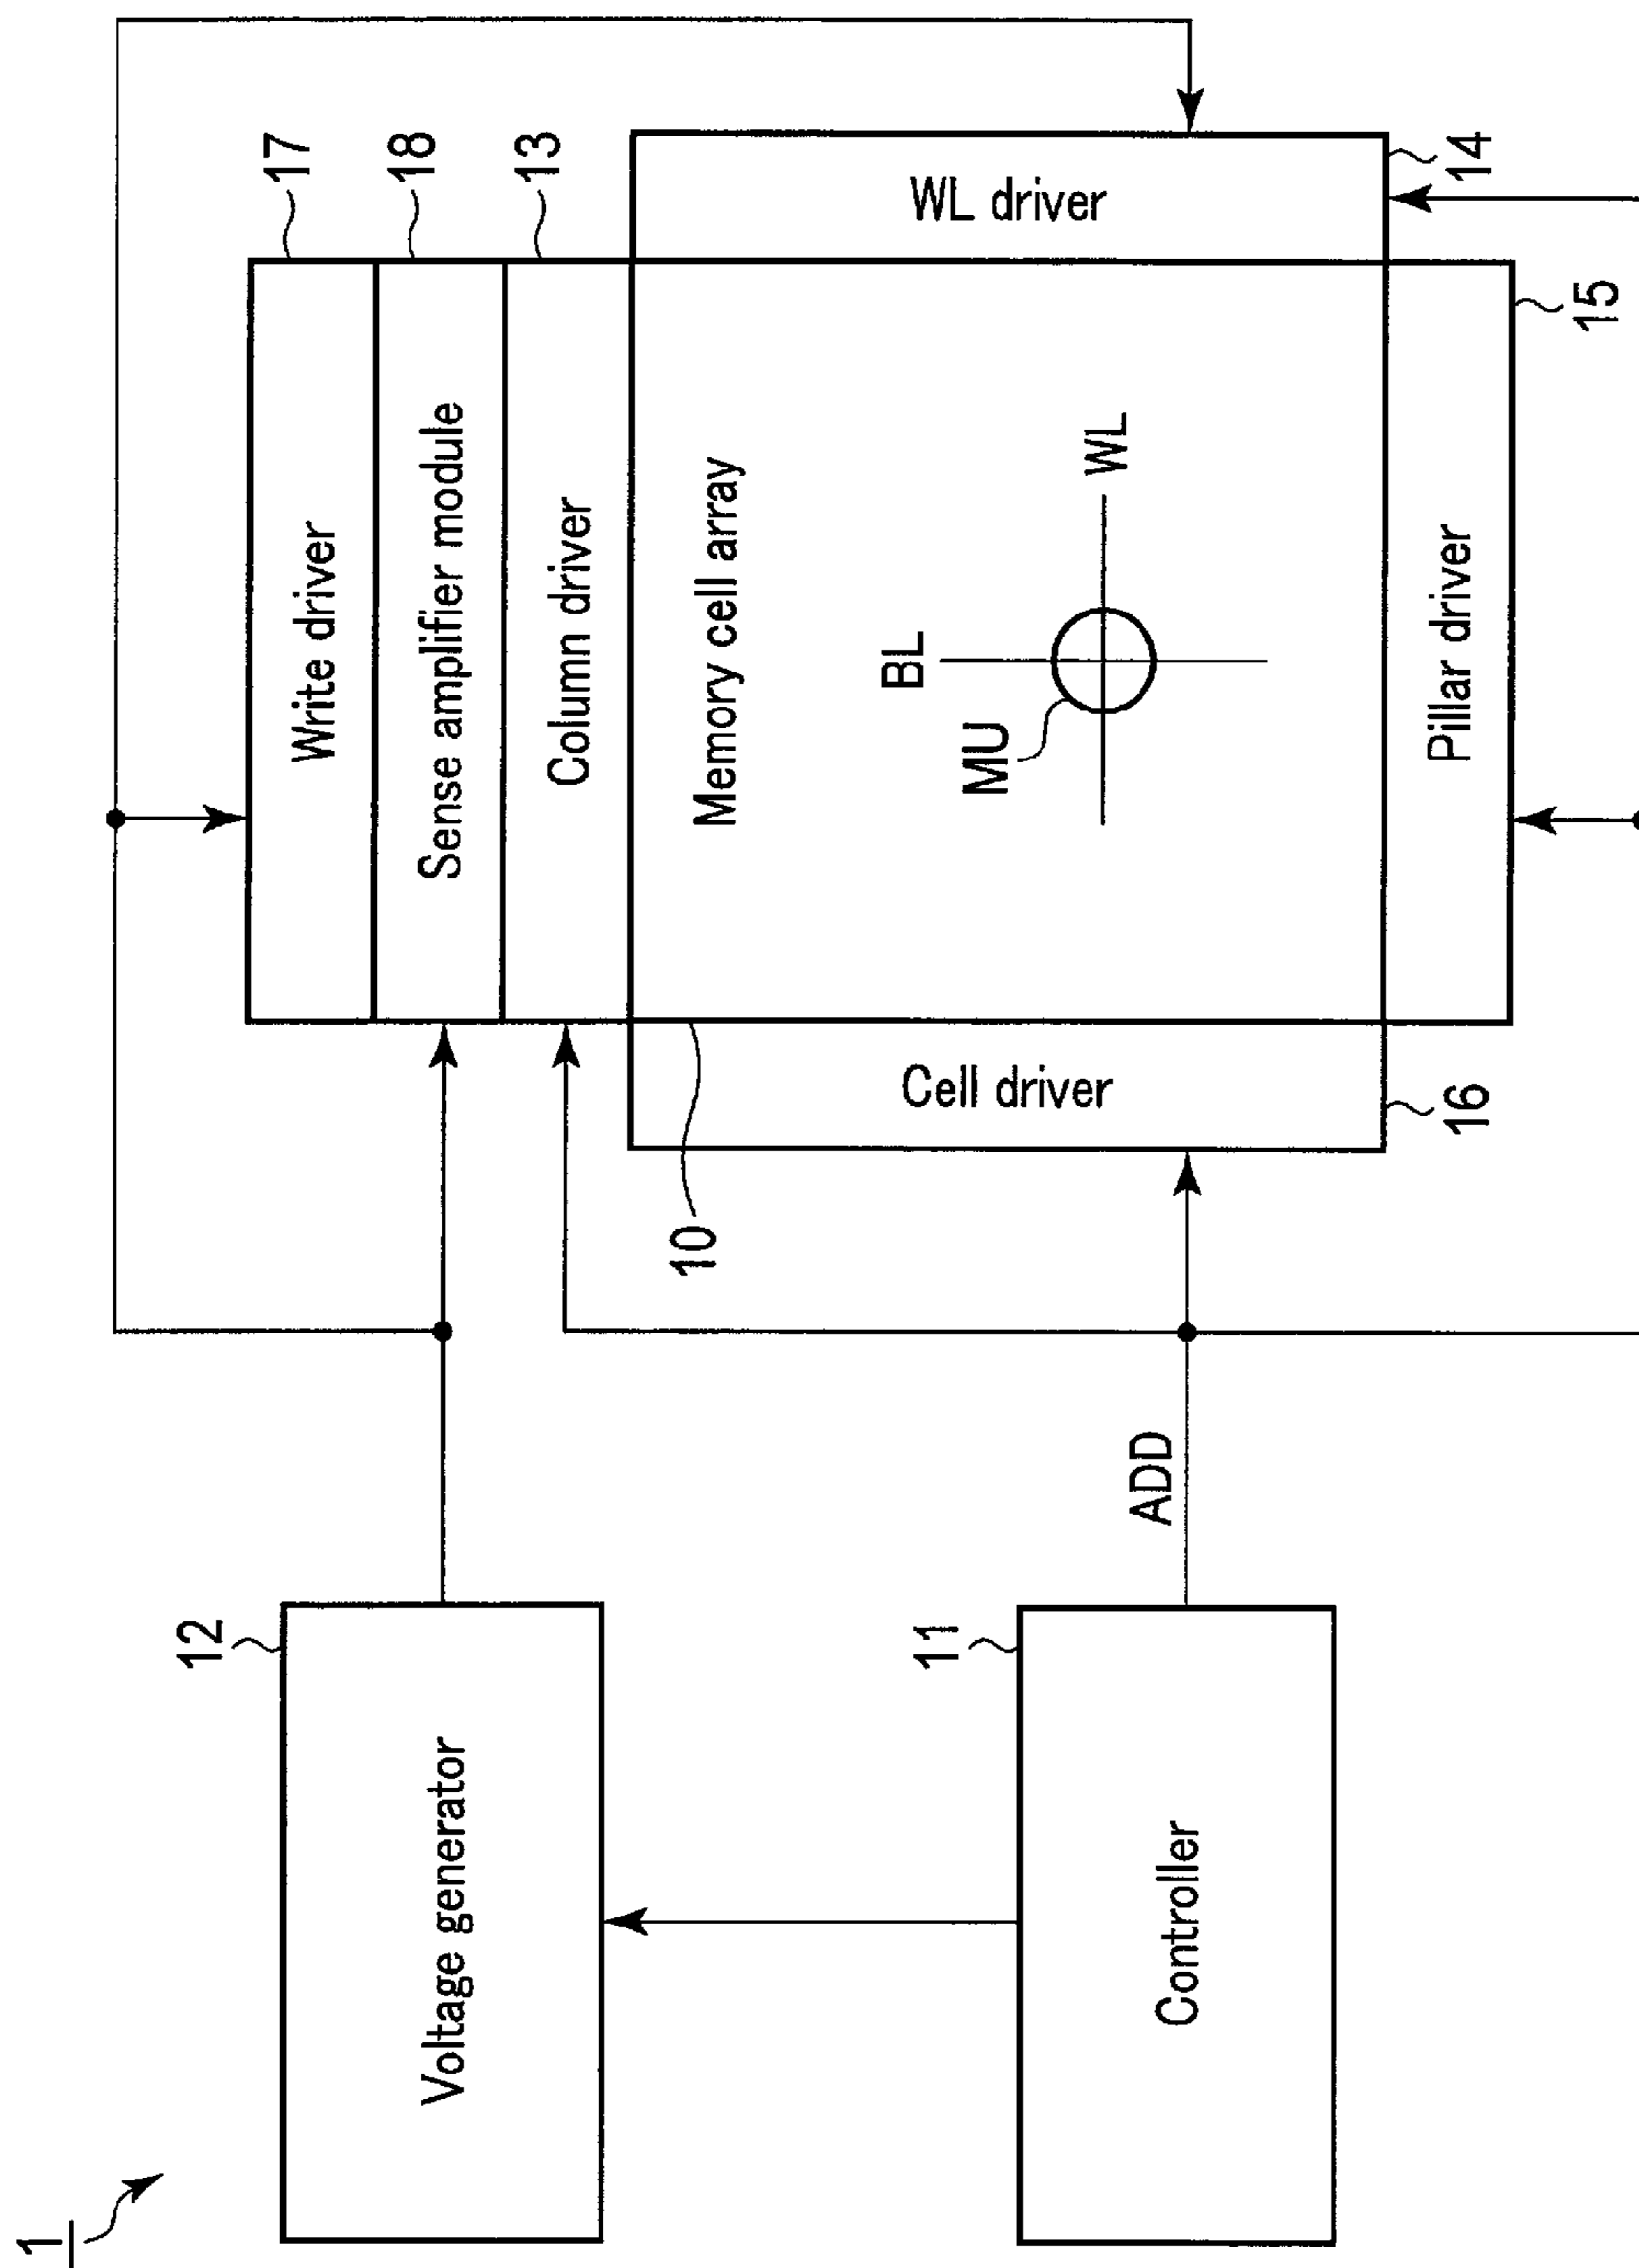 1
12
Voltage generator
11
Controller
ADD
17
Write driver
18
Sense amplifier module
13
Column driver
10
Memory cell array
BL
MU
WL
WL driver
14
Cell driver
16
Pillar driver
15